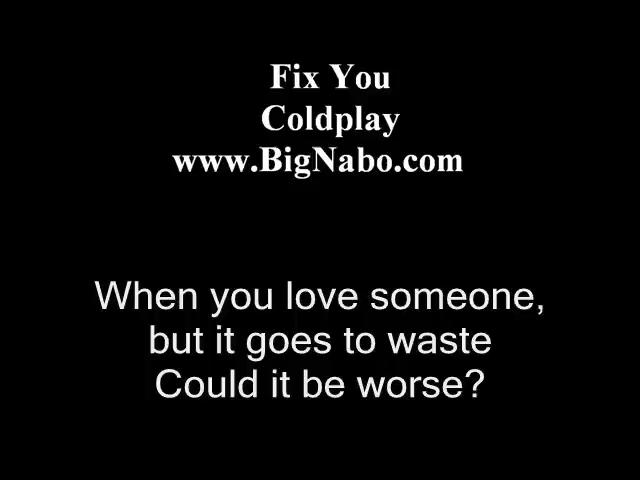 Fix You
Coldplay
www.BigNabo.com
When you love someone,
but it goes to waste
Could it be worse?